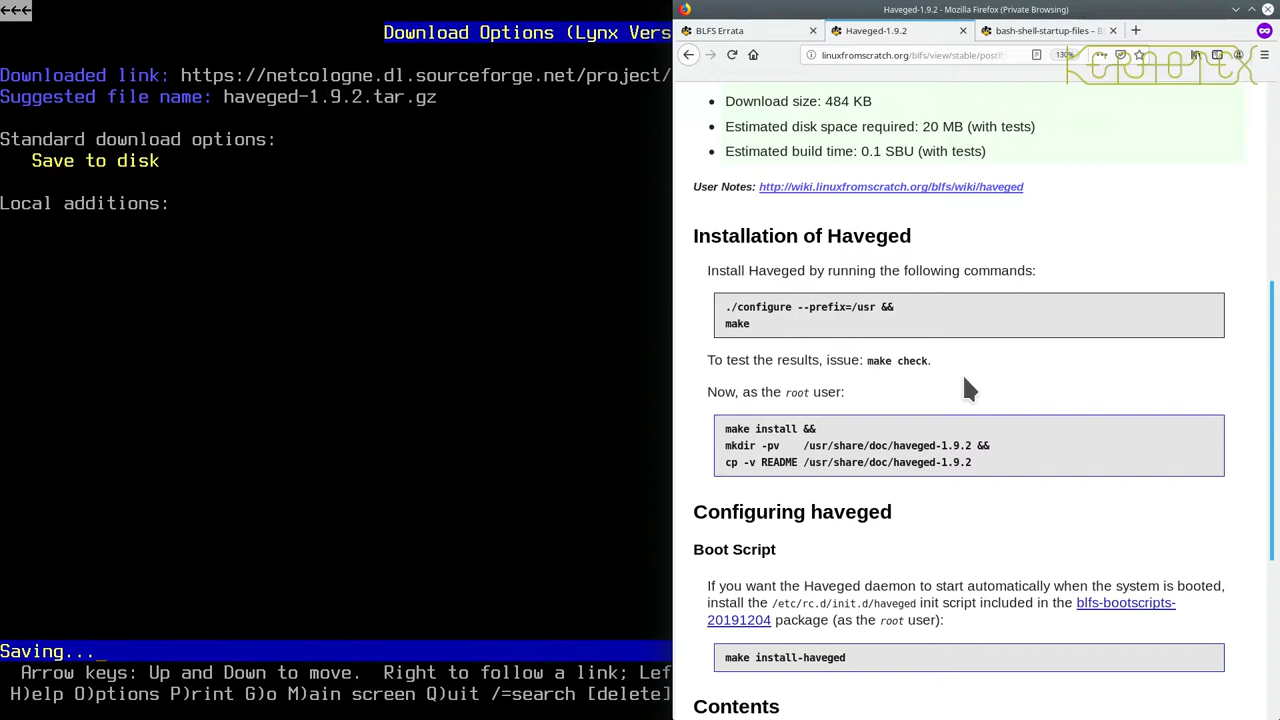 ←←←
Download Options (Lynx Vers
Downloaded link: https://netcologne.dl.sourceforge.net/project/
Suggested file name: haveged-1.9.2.tar.gz
Standard download options:
Save to disk
Local additions:
Saving..._
Arrow keys: Up and Down to move.  Right to follow a link; Lef
H)elp O)ptions P)rint G)o M)ain screen Q)uit /=search [delete]
Haveged-1.9.2 - Mozilla Firefox (Private Browsing)
BLFS Errata
Haveged-1.9.2
bash-shell-startup-files – Bl
linuxfromscratch.org/blfs/view/stable/postlf
130%
kernotex
Download size: 484 KB
Estimated disk space required: 20 MB (with tests)
Estimated build time: 0.1 SBU (with tests)
User Notes: http://wiki.linuxfromscratch.org/blfs/wiki/haveged
Installation of Haveged
Install Haveged by running the following commands:
./configure --prefix=/usr &&
make
To test the results, issue: make check.
Now, as the root user:
make install &&
mkdir -pv    /usr/share/doc/haveged-1.9.2 &&
cp -v README /usr/share/doc/haveged-1.9.2
Configuring haveged
Boot Script
If you want the Haveged daemon to start automatically when the system is booted,
install the /etc/rc.d/init.d/haveged init script included in the blfs-bootscripts-
20191204 package (as the root user):
make install-haveged
Contents